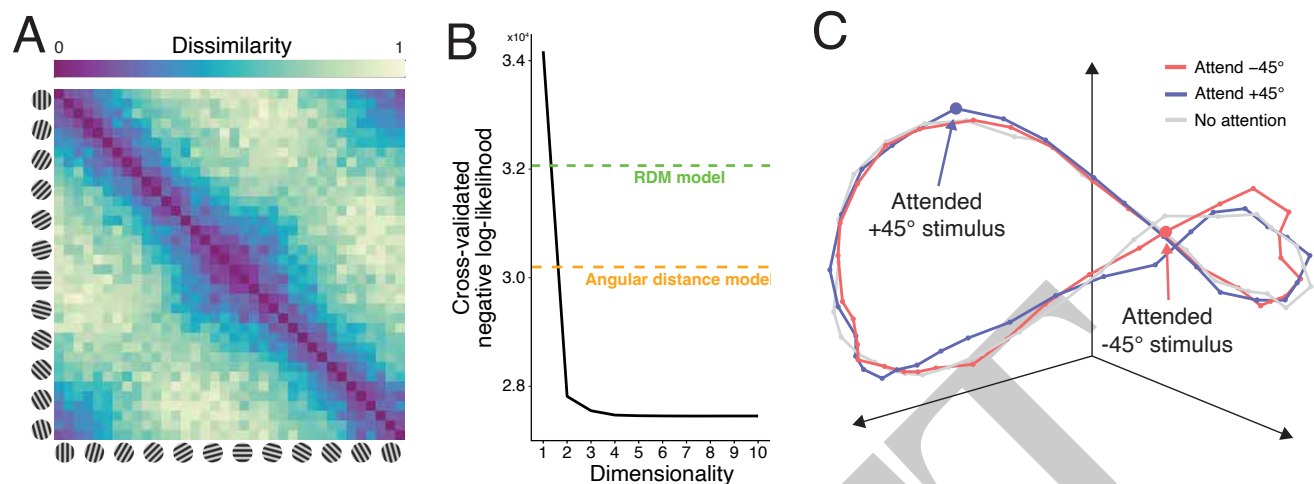 A
Dissimilarity
0
1
B
x10⁴
3.4
3.2
3.0
2.8
Cross-validated
negative log-likelihood
RDM model
Angular distance model
1 2 3 4 5 6 7 8 9 10
Dimensionality
C
Attend −45°
Attend +45°
No attention
Attended
+45° stimulus
Attended
-45° stimulus